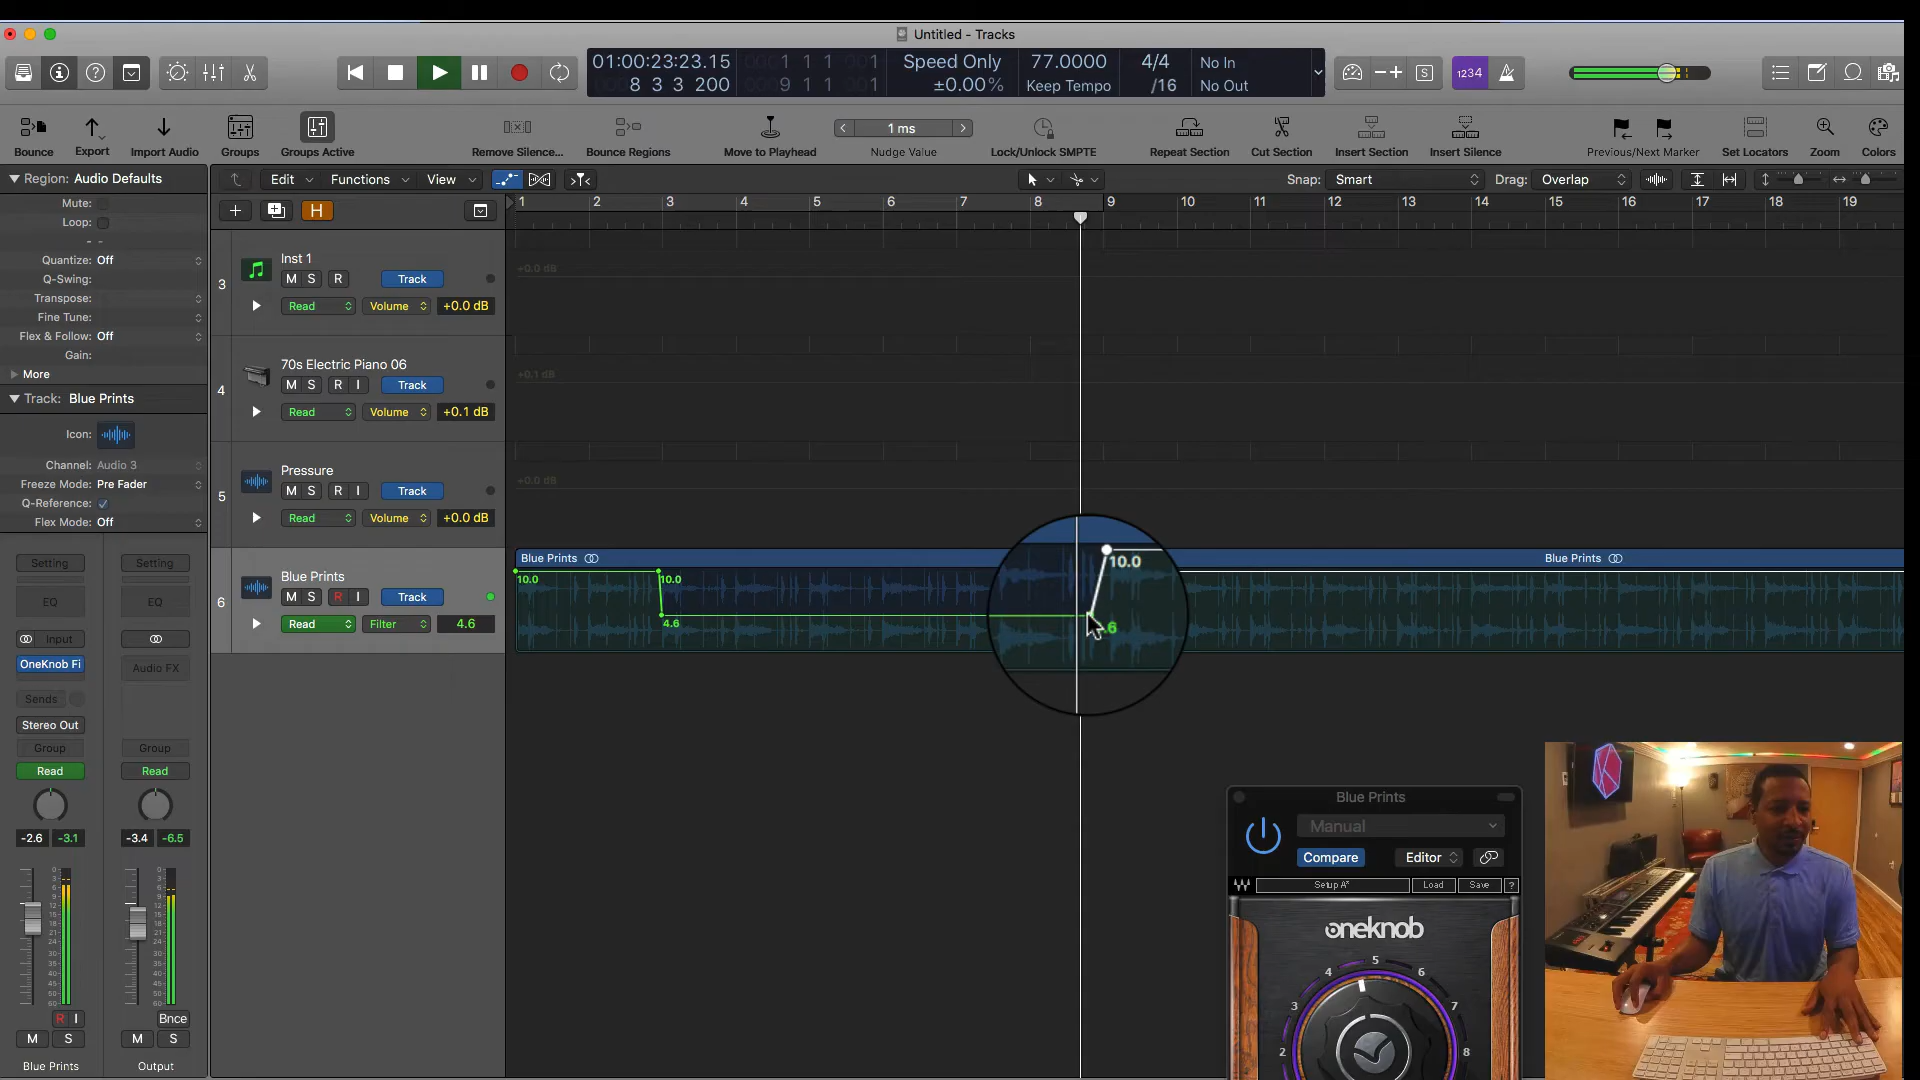 Untitled - Tracks
01:00:23:23.15
8 3 3 200
9 1 1
Speed Only
±0.00%
77.0000
Keep Tempo
4/4
/16
No In
No Out
S
1234
Bounce
Export
Import Audio
Groups
Groups Active
Remove Silence...
Bounce Regions
Move to Playhead
1 ms
Nudge Value
Lock/Unlock SMPTE
Repeat Section
Cut Section
Insert Section
Insert Silence
Previous/Next Marker
Set Locators
Zoom
Colors
Region: Audio Defaults
Edit
Functions
View
Snap: Smart
Drag: Overlap
Mute:
Loop:
Quantize: Off
Q-Swing:
Transpose:
Fine Tune:
Flex & Follow: Off
Gain:
More
H
1 2 3 4 5 6 7 8 9 10 11 12 13 14 15 16 17 18 19
3
Inst 1
M S R
Track
Read
Volume
+0.0 dB
+0.0 dB
4
70s Electric Piano 06
M S R I
Track
Read
Volume
+0.1 dB
+0.1 dB
5
Pressure
M S R I
Track
Read
Volume
+0.0 dB
+0.0 dB
6
Blue Prints
M S R I
Track
Read
Filter
4.6
Blue Prints
Blue Prints
10.0
10.0
4.6
10.0
.6
Track: Blue Prints
Icon:
Channel: Audio 3
Freeze Mode: Pre Fader
Q-Reference:
Flex Mode: Off
Setting
Setting
EQ
EQ
Input
OneKnob Fi
Audio FX
Sends
Stereo Out
Group
Group
Read
Read
-2.6
-3.1
-3.4
-6.5
R I
Bnce
M S
M S
Blue Prints
Output
Blue Prints
Manual
Compare
Editor
Setup A*
Load
Save
?
oneknob
2
3
4
5
6
7
8